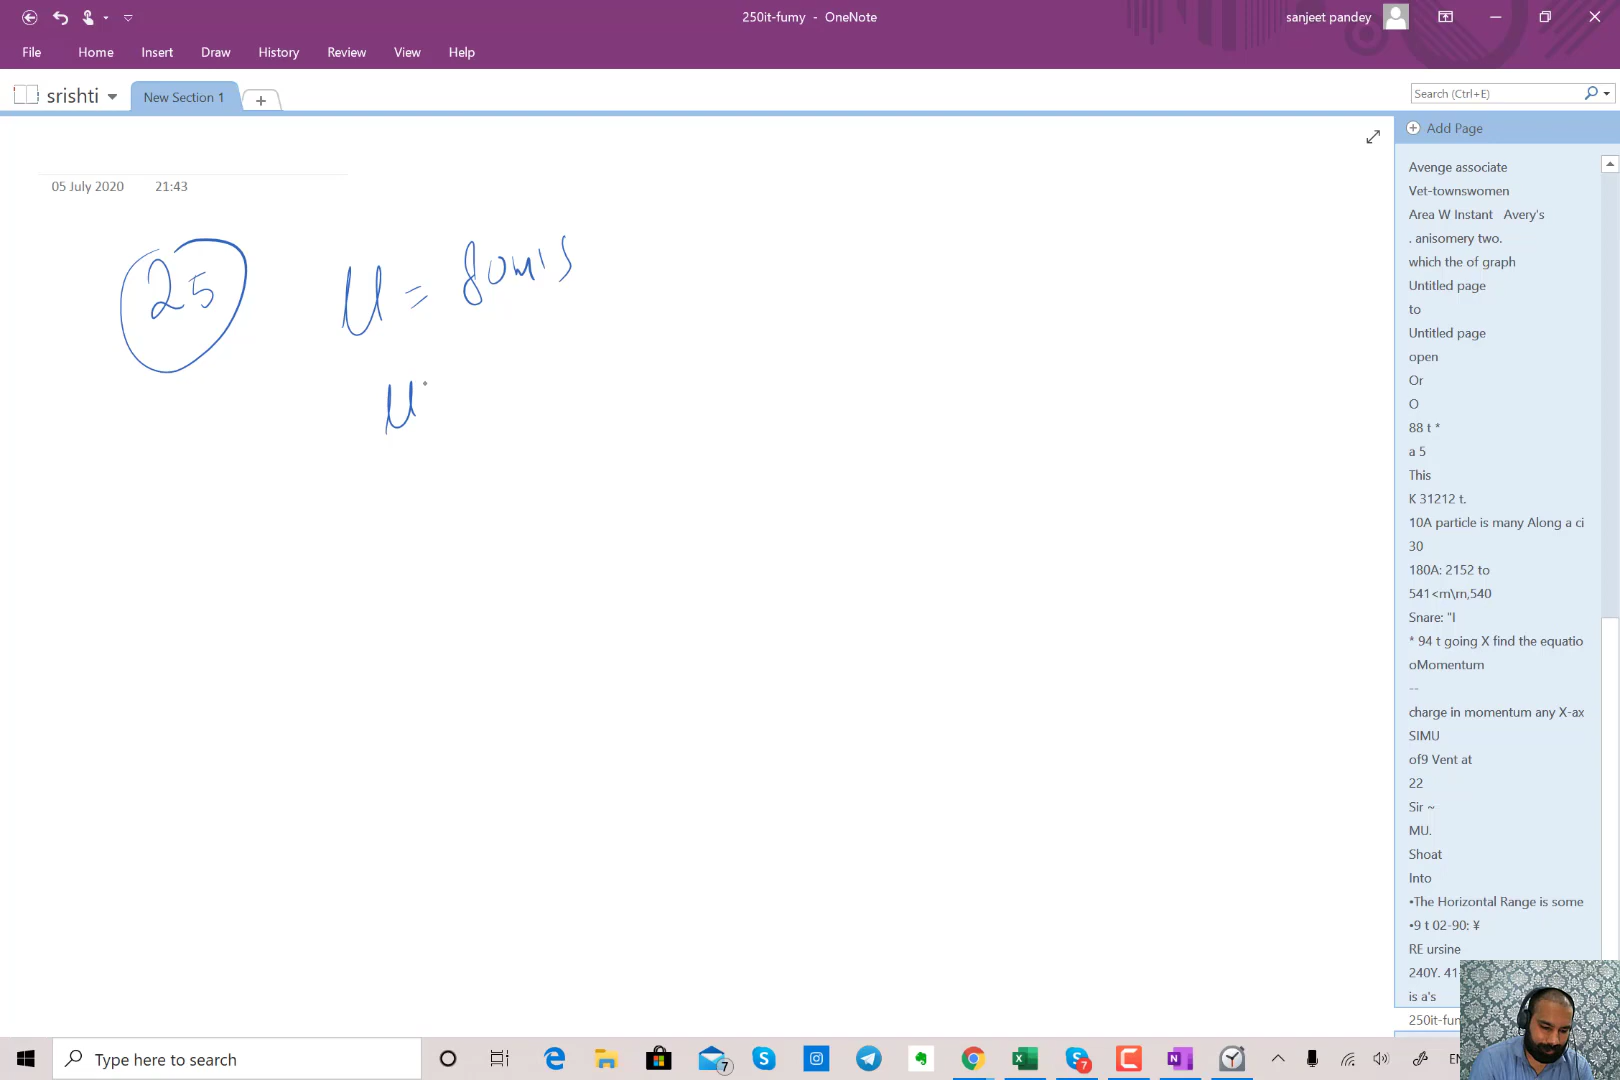 250it-fumy - OneNote
sanjeet pandey
File Home Insert Draw History Review View Help
srishti
New Section 1
Search (Ctrl+E)
Add Page
05 July 2020 21:43
25
u = 80m/s
u
Avenge associate
Vet-townswomen
Area W Instant Avery's
. anisomery two.
which the of graph
Untitled page
to
Untitled page
open
Or
O
88 t *
a 5
This
K 31212 t.
10A particle is many Along a ci
30
180A: 2152 to
541<m\rn,540
Snare: "I
* 94 t going X find the equatio
oMomentum
--
charge in momentum any X-ax
SIMU
of9 Vent at
22
Sir ~
MU.
Shoat
Into
•The Horizontal Range is some
•9 t 02-90: ¥
RE ursine
240Y. 41-
is a's
250it-fun
Type here to search
7
7